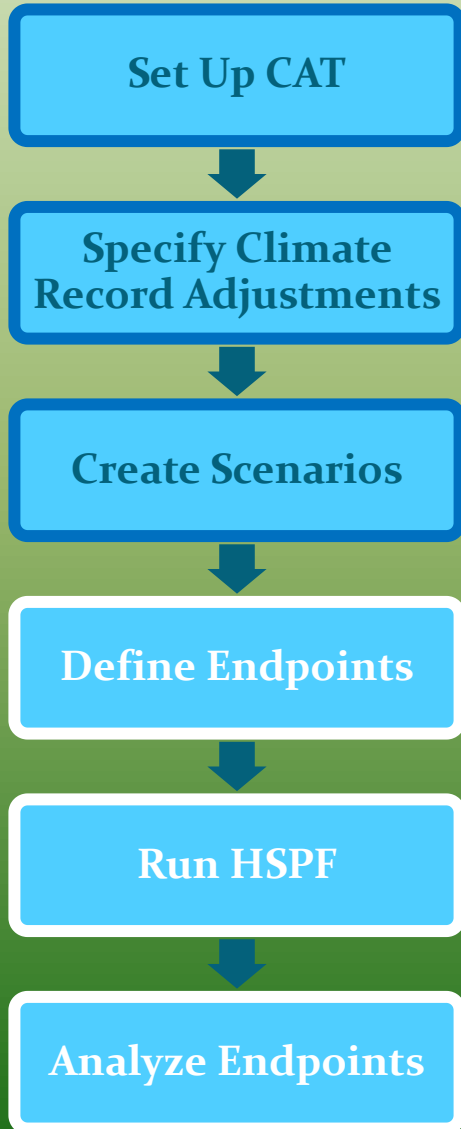 Set Up CAT
Specify Climate
Record Adjustments
Create Scenarios
Define Endpoints
Run HSPF
Analyze Endpoints